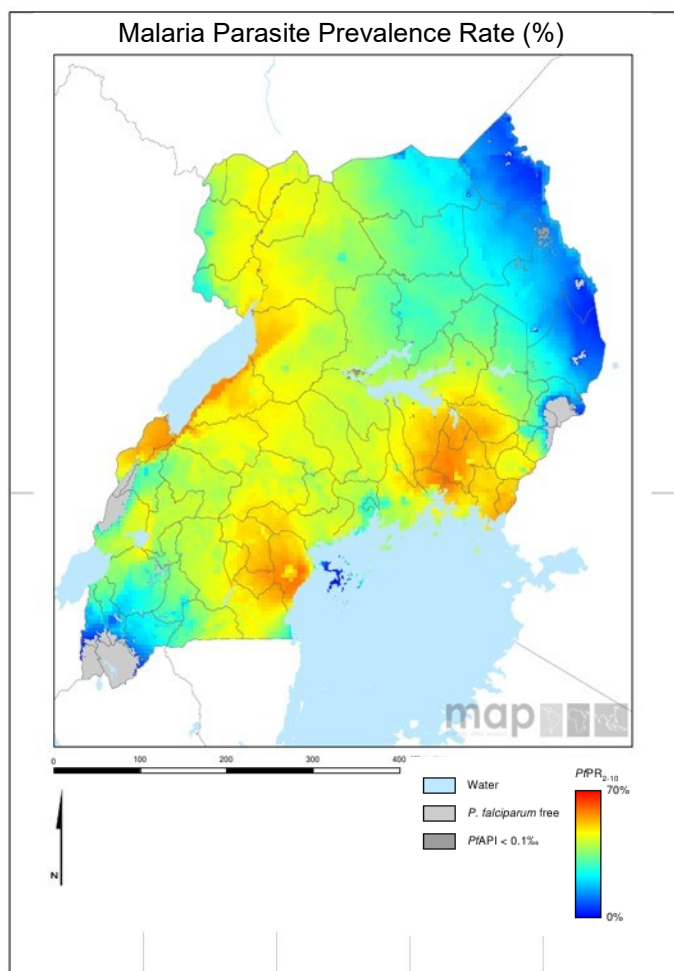 Malaria Parasite Prevalence Rate (%)
map
0 100 200 300 400
Water
P. falciparum free
PfAPI < 0.1‰
PfPR2-10
70%
0%
N